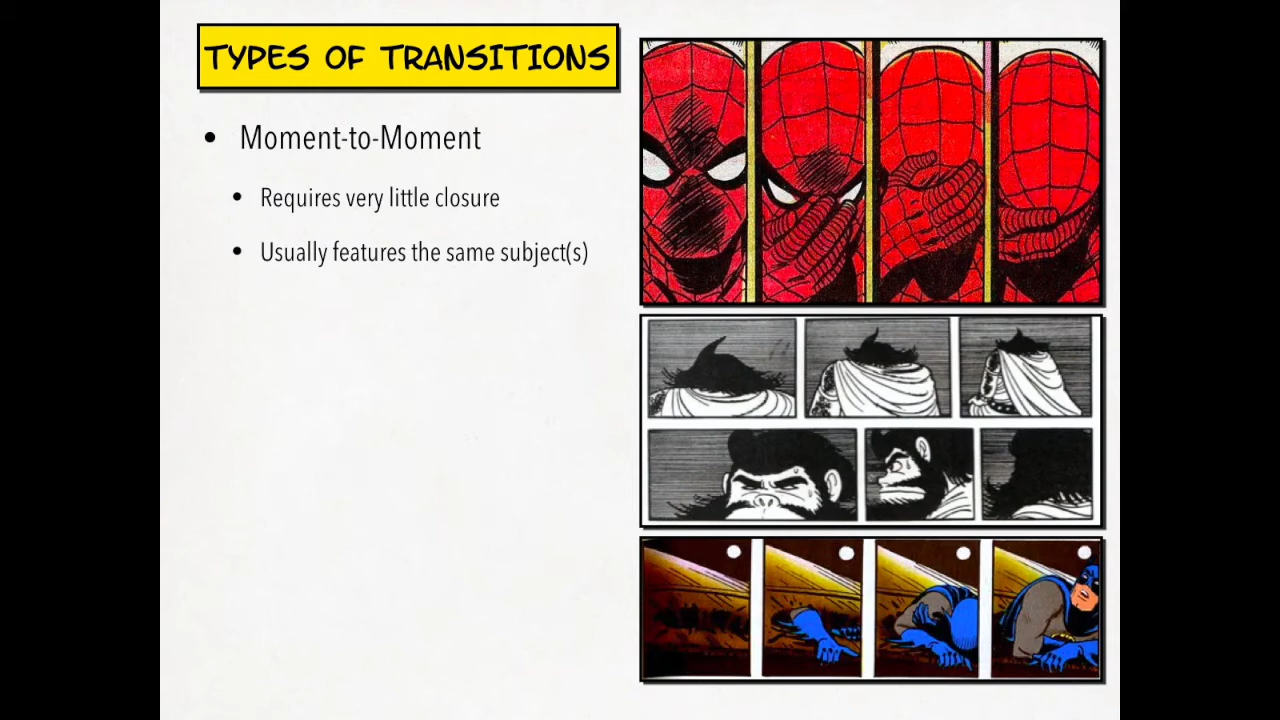 TYPES OF TRANSITIONS
• Moment-to-Moment
• Requires very little closure
• Usually features the same subject(s)